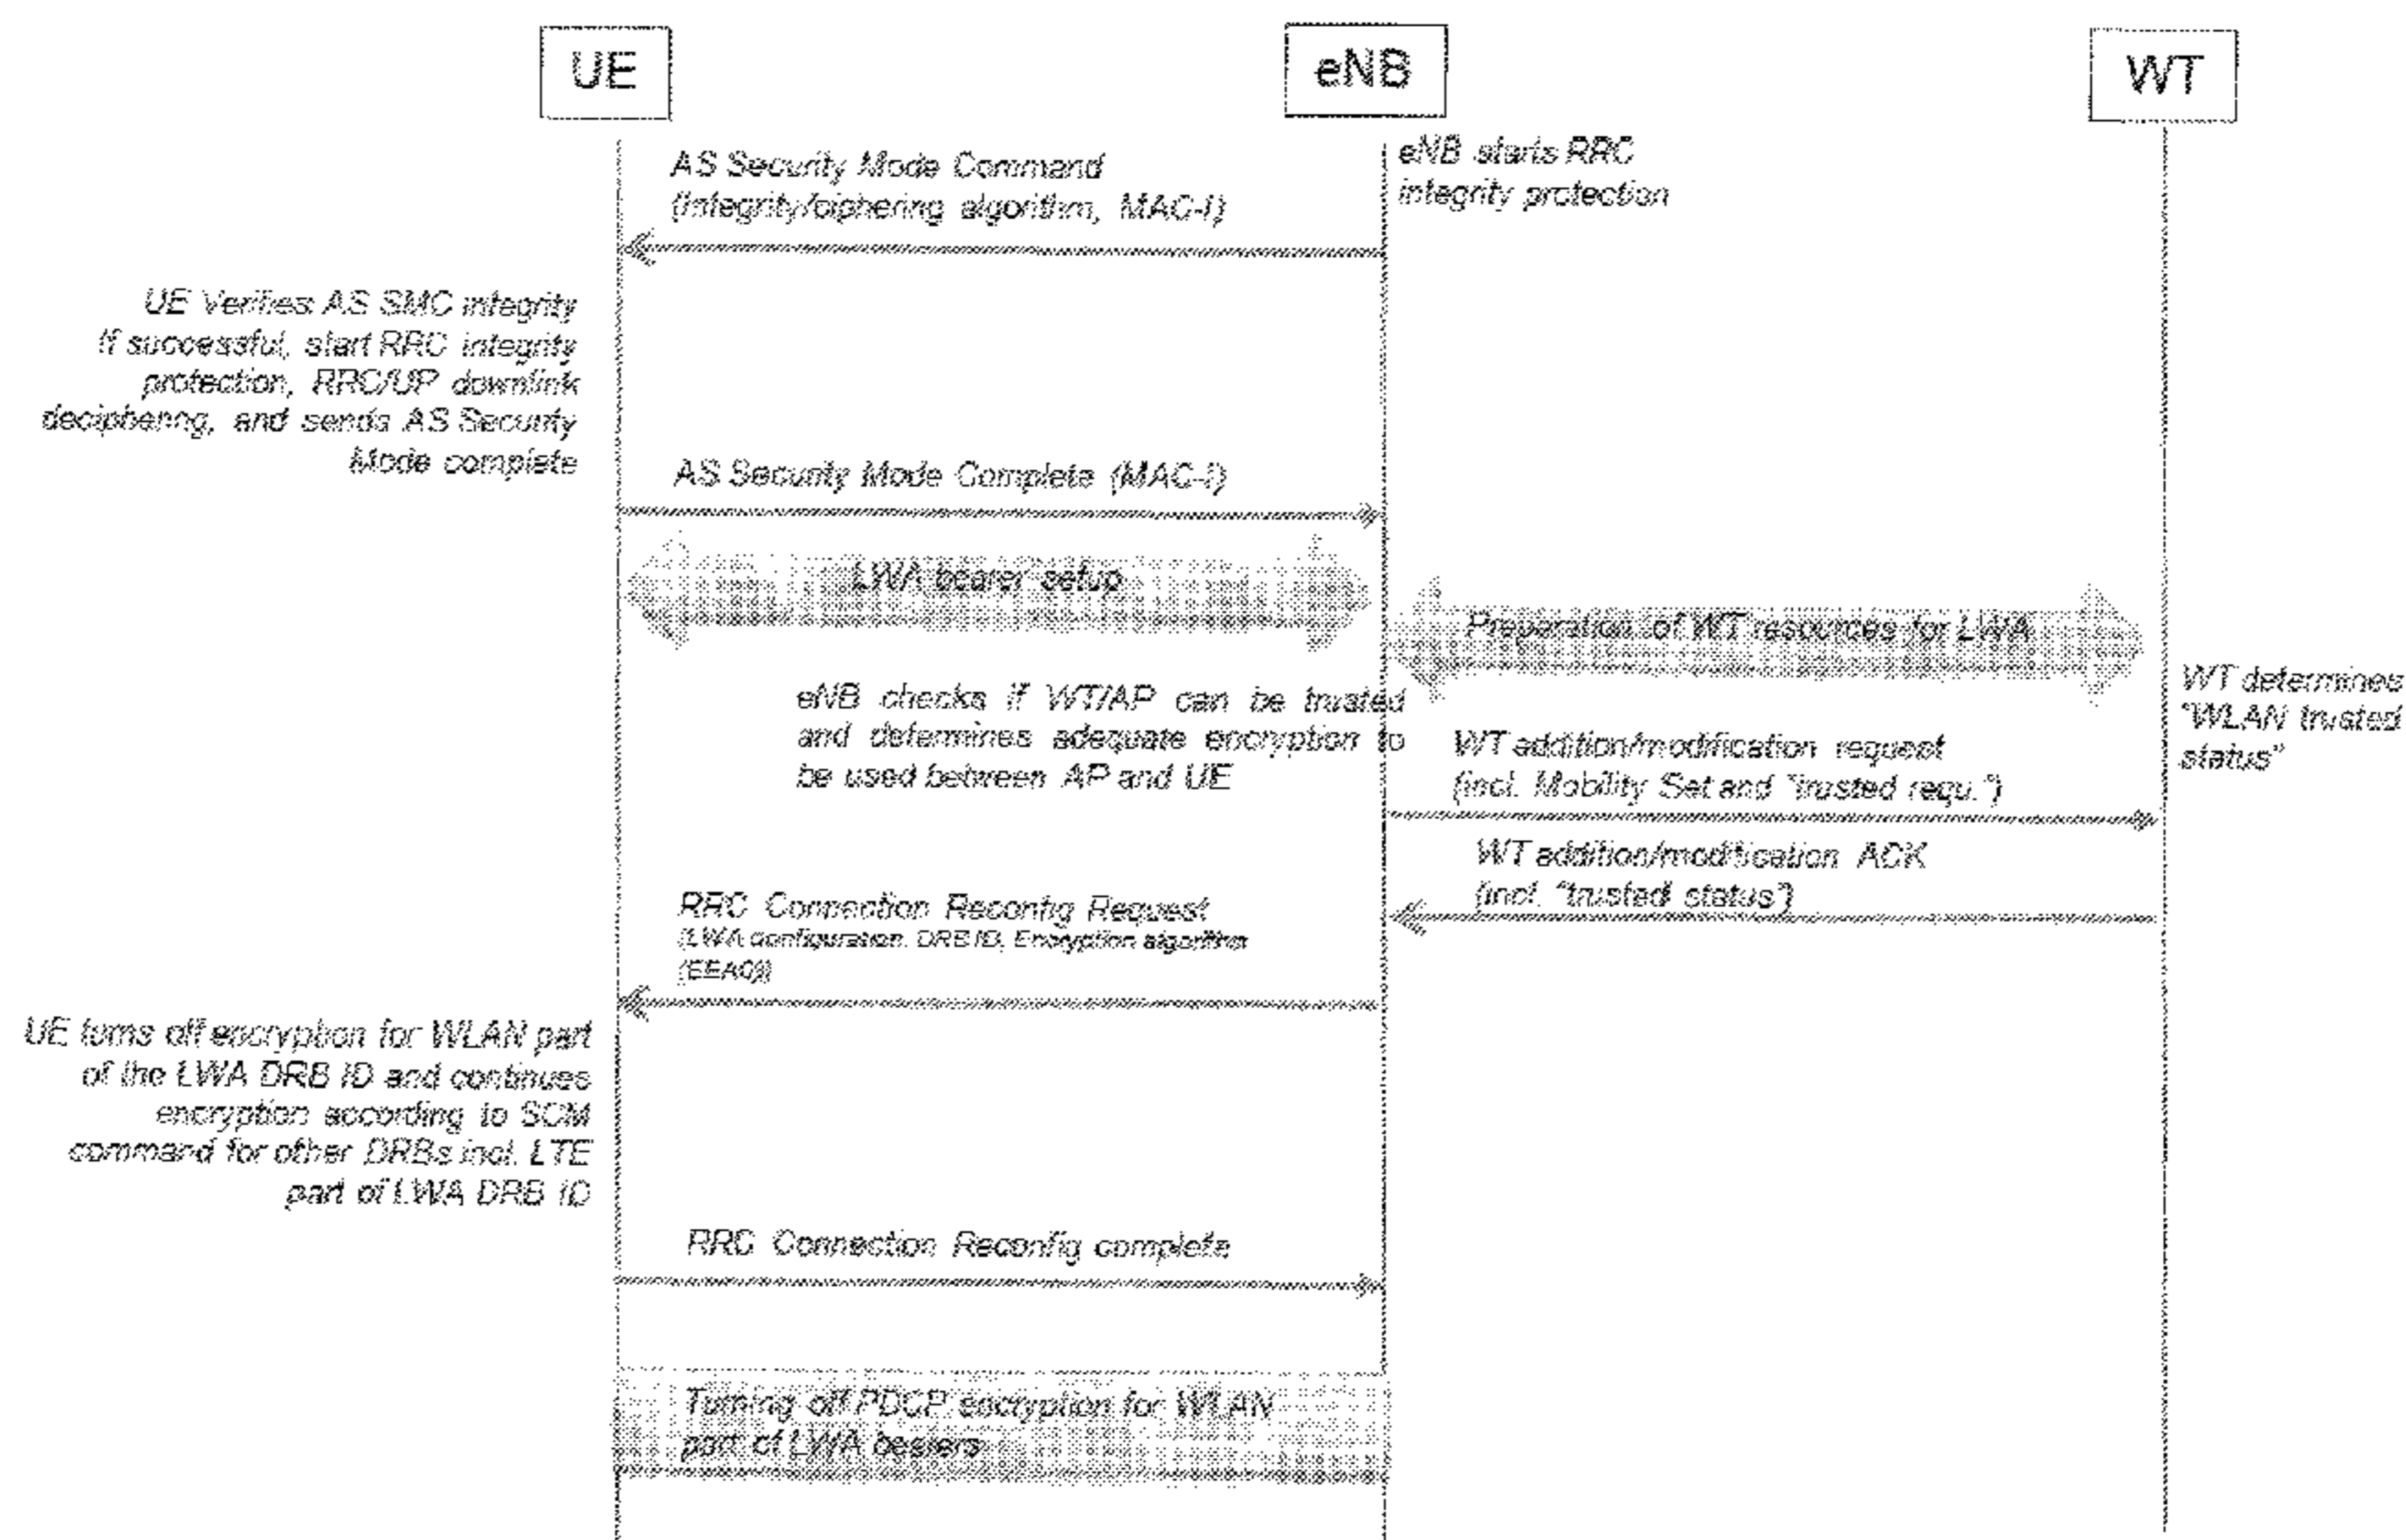 UE
eNB
WT
AS Security Mode Command
(Integrity/ciphering algorithm, MAC-I)
eNB starts RRC
integrity protection
UE Verifies AS SMC integrity
If successful, start RRC integrity
protection, RRC/UP downlink
deciphering, and sends AS Security
Mode complete
AS Security Mode Complete (MAC-I)
LWA bearer setup
Preparation of WT resources for LWA
WT determines
"WLAN trusted
status"
eNB checks if WT/AP can be trusted
and determines adequate encryption to
be used between AP and UE
WT addition/modification request
(incl. Mobility Set and "trusted requ.")
WT addition/modification ACK
(incl. "trusted status")
RRC Connection Reconfig Request
(LWA configuration, DRB ID, Encryption algorithm
(EEA0))
UE turns off encryption for WLAN part
of the LWA DRB ID and continues
encryption according to SCM
command for other DRBs incl. LTE
part of LWA DRB ID
RRC Connection Reconfig complete
Turning off PDCP encryption for WLAN
part of LWA bearers